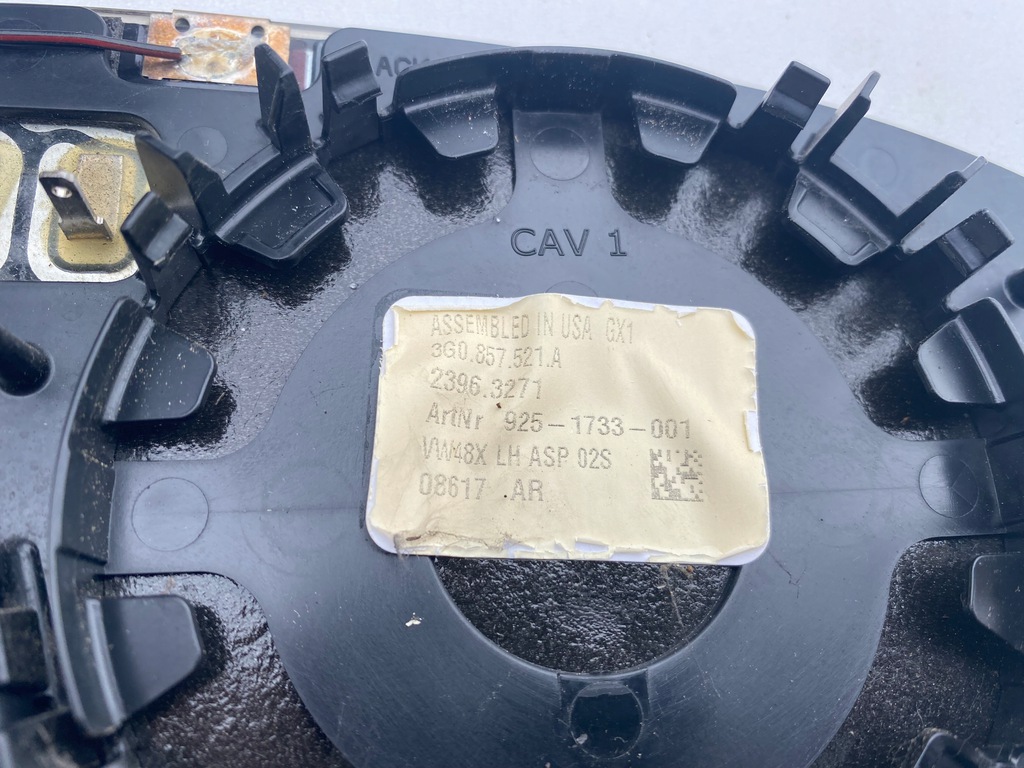 CAV 1
ASSEMBLED IN USA GX1
3G0.857.521.A
2396.3271
ArtNr 925-1733-001
VW48X LH ASP 02S
08617 AR